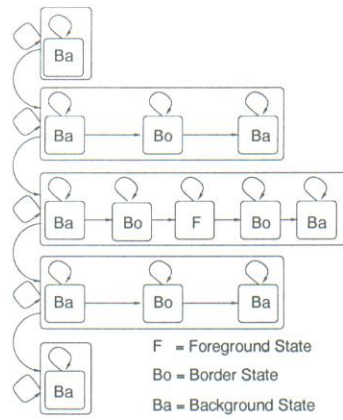 Ba
Ba Bo Ba
Ba Bo F Bo Ba
Ba Bo Ba
F = Foreground State
Bo = Border State
Ba
Ba = Background State